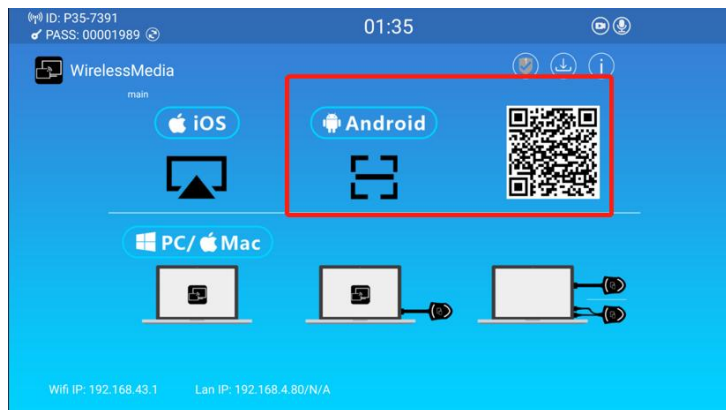 ID: P35-7391
PASS: 00001989
01:35
WirelessMedia
main
iOS
Android
PC/ Mac
Wifi IP: 192.168.43.1
Lan IP: 192.168.4.80/N/A